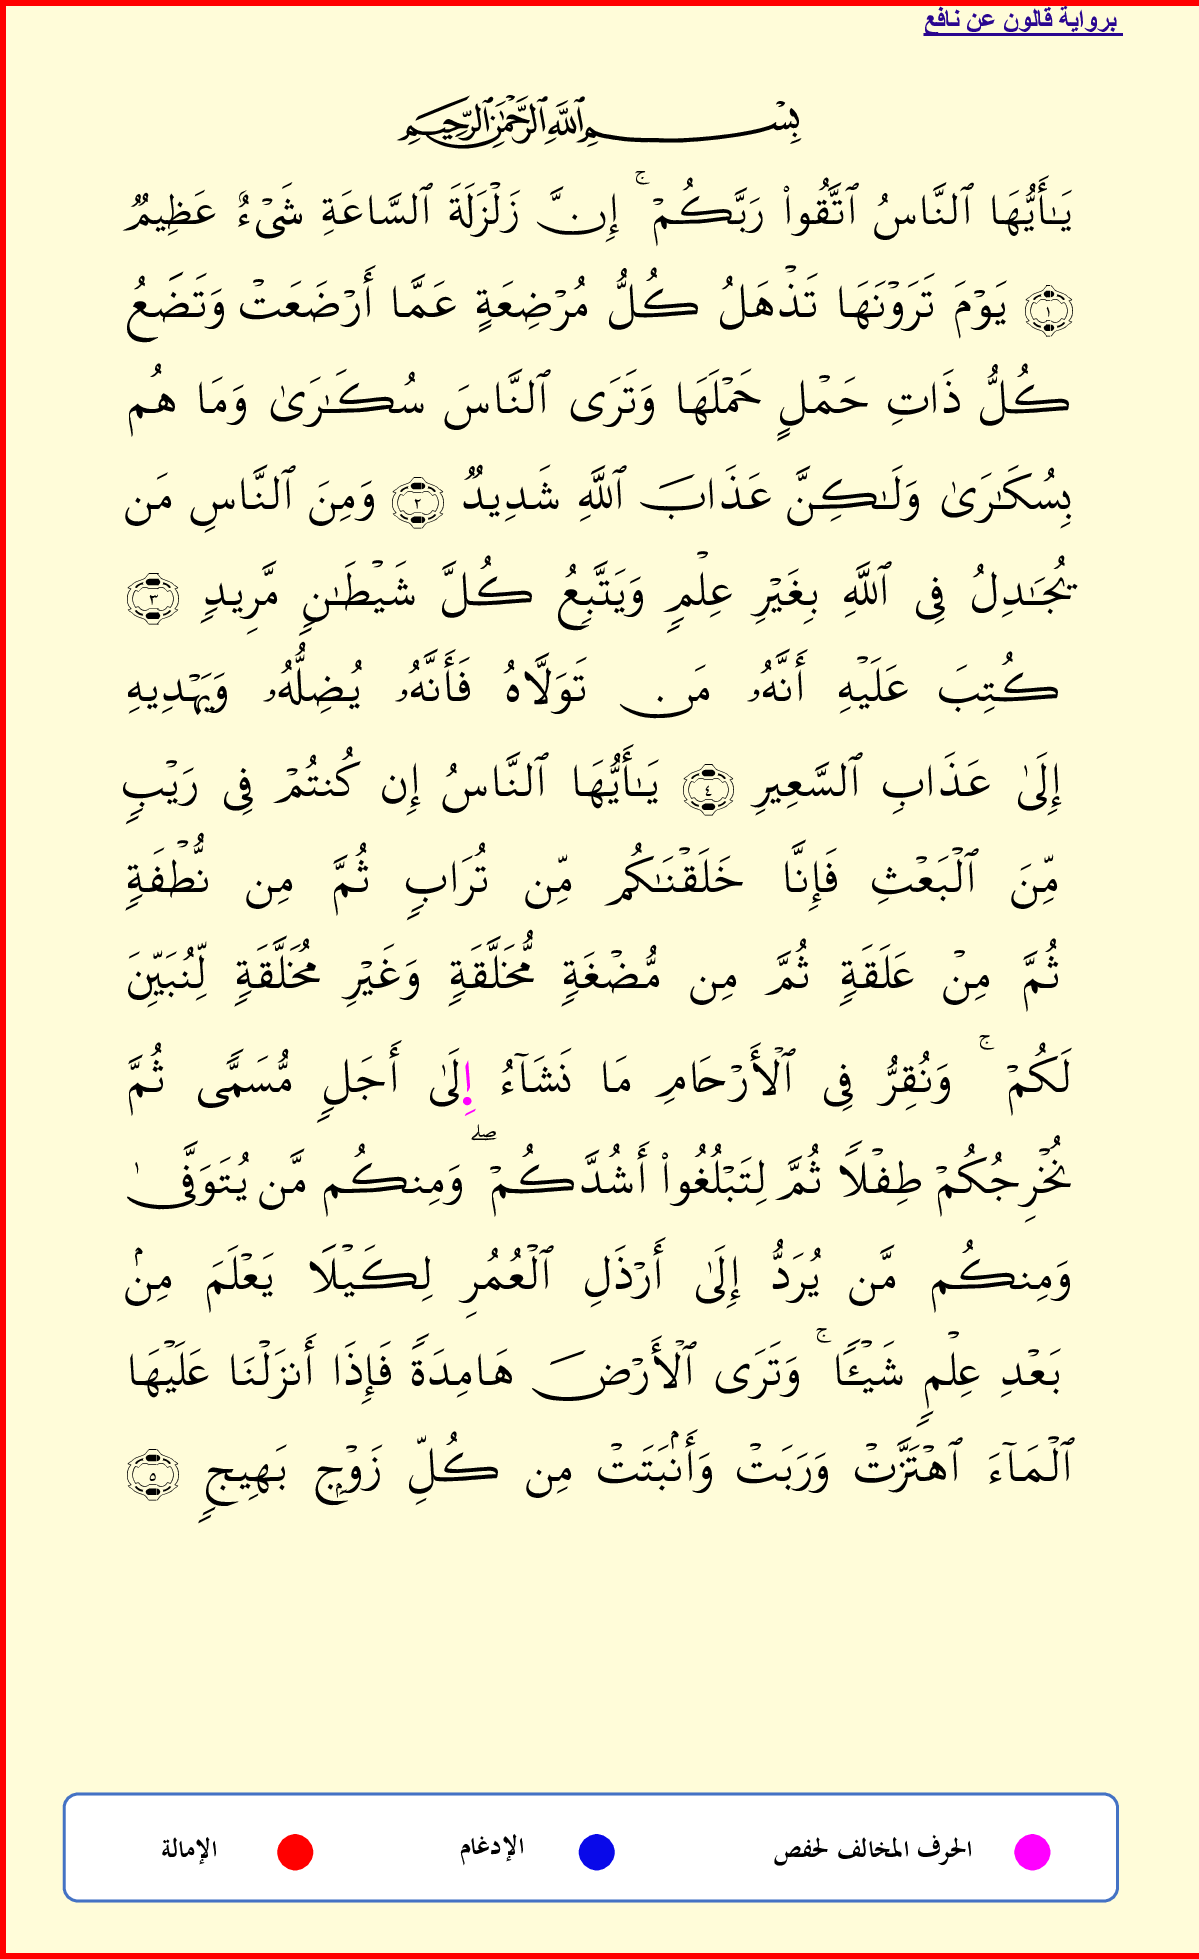 برواية قالون عن نافع
بِسْمِ ٱللَّهِ ٱلرَّحْمَٰنِ ٱلرَّحِيمِ
يَـٰٓأَيُّهَا ٱلنَّاسُ ٱتَّقُوا۟ رَبَّكُمْ ۚ إِنَّ زَلْزَلَةَ ٱلسَّاعَةِ شَىْءٌ عَظِيمٌ
١ يَوْمَ تَرَوْنَهَا تَذْهَلُ كُلُّ مُرْضِعَةٍ عَمَّا أَرْضَعَتْ وَتَضَعُ
كُلُّ ذَاتِ حَمْلٍ حَمْلَهَا وَتَرَى ٱلنَّاسَ سُكَـٰرَىٰ وَمَا هُم
بِسُكَـٰرَىٰ وَلَـٰكِنَّ عَذَابَ ٱللَّهِ شَدِيدٌ ٢ وَمِنَ ٱلنَّاسِ مَن
يُجَـٰدِلُ فِى ٱللَّهِ بِغَيْرِ عِلْمٍ وَيَتَّبِعُ كُلَّ شَيْطَـٰنٍ مَّرِيدٍ ٣
كُتِبَ عَلَيْهِ أَنَّهُۥ مَن تَوَلَّاهُ فَأَنَّهُۥ يُضِلُّهُۥ وَيَهْدِيهِ
إِلَىٰ عَذَابِ ٱلسَّعِيرِ ٤ يَـٰأَيُّهَا ٱلنَّاسُ إِن كُنتُمْ فِى رَيْبٍ
مِّنَ ٱلْبَعْثِ فَإِنَّا خَلَقْنَـٰكُم مِّن تُرَابٍ ثُمَّ مِن نُّطْفَةٍ
ثُمَّ مِنْ عَلَقَةٍ ثُمَّ مِن مُّضْغَةٍ مُّخَلَّقَةٍ وَغَيْرِ مُخَلَّقَةٍ لِّنُبَيِّنَ
لَكُمْ ۚ وَنُقِرُّ فِى ٱلْأَرْحَامِ مَا نَشَآءُ إِلَىٰ أَجَلٍ مُّسَمًّى ثُمَّ
نُخْرِجُكُمْ طِفْلًا ثُمَّ لِتَبْلُغُوا۟ أَشُدَّكُمْ ۖ وَمِنكُم مَّن يُتَوَفَّىٰ
وَمِنكُم مَّن يُرَدُّ إِلَىٰ أَرْذَلِ ٱلْعُمُرِ لِكَيْلَا يَعْلَمَ مِنۢ
بَعْدِ عِلْمٍ شَيْـًٔا ۚ وَتَرَى ٱلْأَرْضَ هَامِدَةً فَإِذَا أَنزَلْنَا عَلَيْهَا
ٱلْمَآءَ ٱهْتَزَّتْ وَرَبَتْ وَأَنۢبَتَتْ مِن كُلِّ زَوْجٍۭ بَهِيجٍ ٥
الحرف المخالف لحفص الإدغام الإمالة